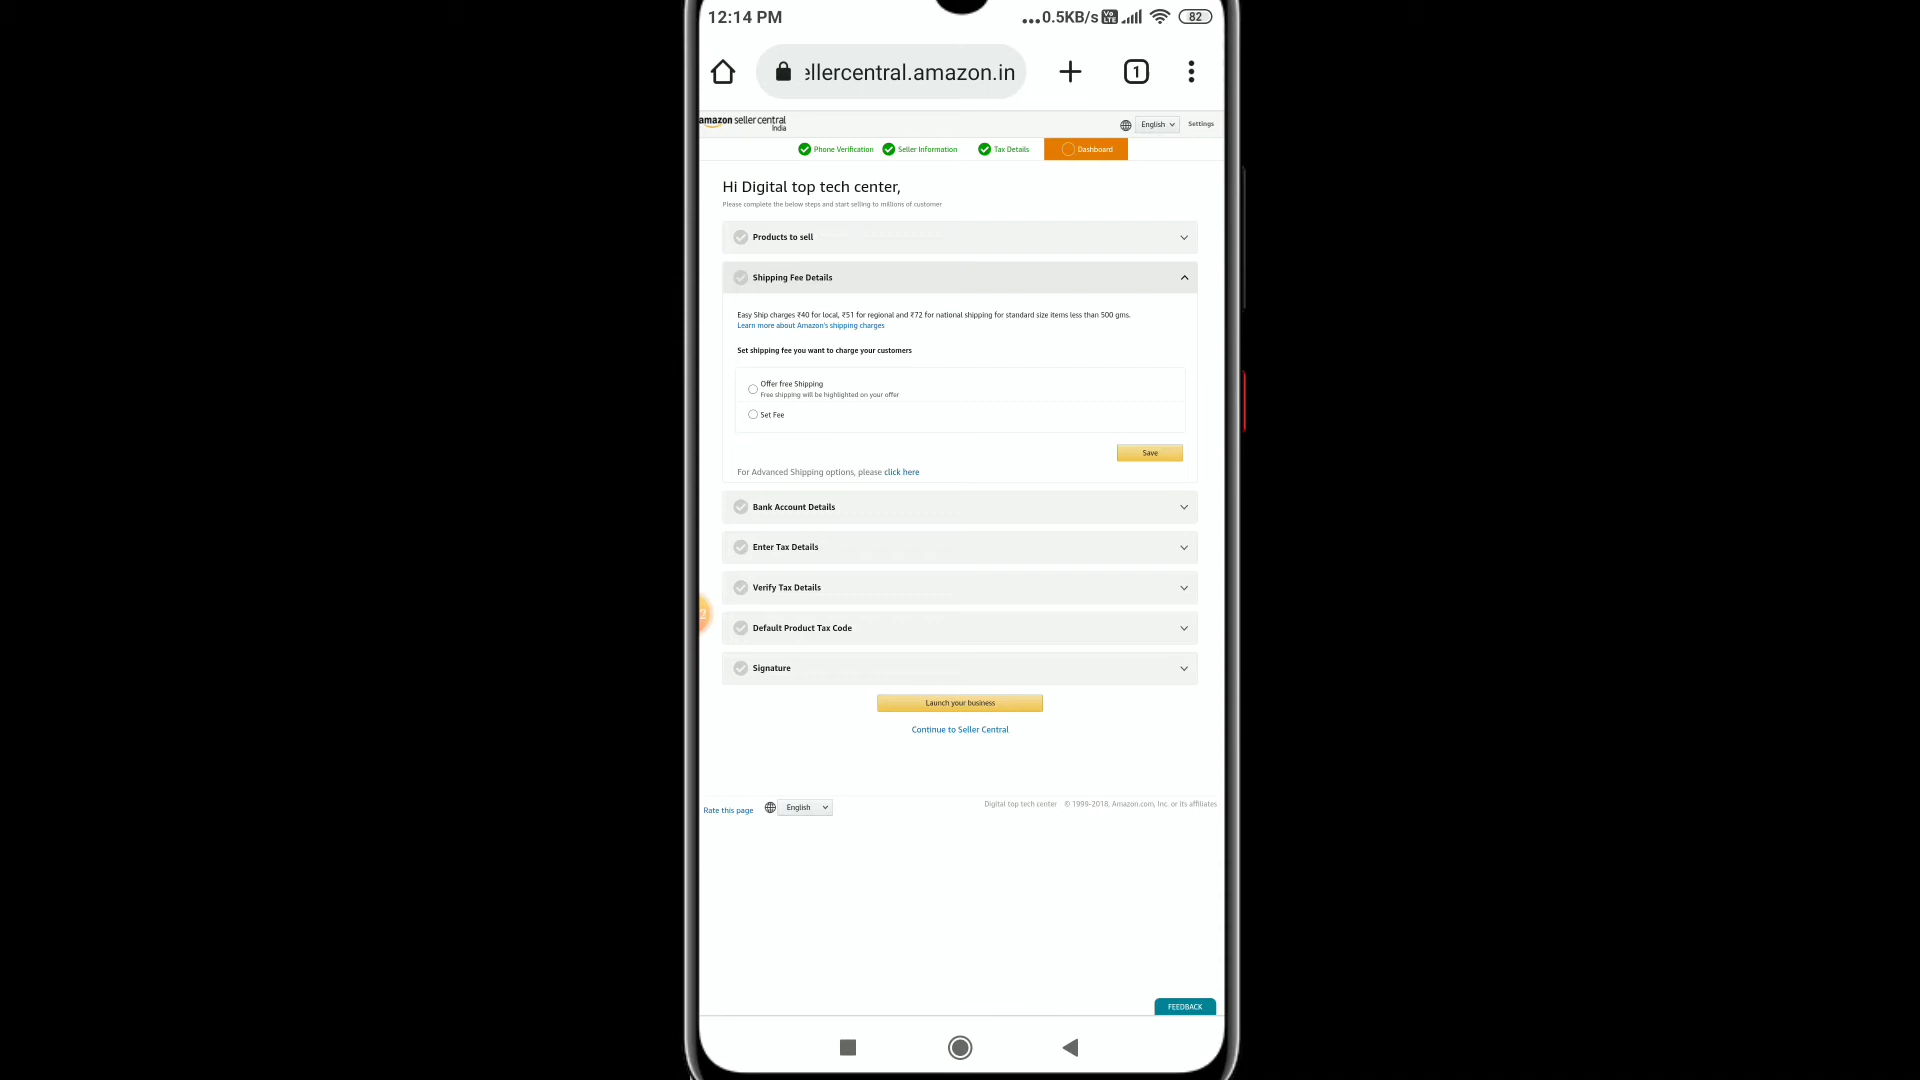 12:14 PM
...0.5KB/s Vo LTE 82
ellercentral.amazon.in
1
amazon seller central
India
English
Settings
Phone Verification
Seller Information
Tax Details
Dashboard
Hi Digital top tech center,
Please complete the below steps and start selling to millions of customer
Products to sell
Shipping Fee Details
Easy Ship charges ₹40 for local, ₹51 for regional and ₹72 for national shipping for standard size items less than 500 gms.
Learn more about Amazon's shipping charges
Set shipping fee you want to charge your customers
Offer free Shipping
Free shipping will be highlighted on your offer
Set Fee
Save
For Advanced Shipping options, please click here
Bank Account Details
Enter Tax Details
Verify Tax Details
2
Default Product Tax Code
Signature
Launch your business
Continue to Seller Central
Rate this page
English
Digital top tech center © 1999-2018, Amazon.com, Inc. or its affiliates
FEEDBACK